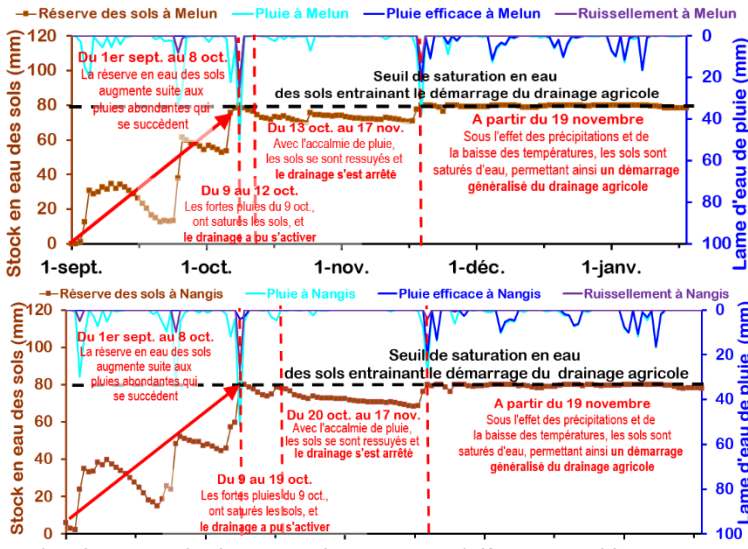 Réserve des sols à Melun Pluie à Melun Pluie efficace à Melun Ruissellement à Melun
Stock en eau des sols (mm)
120
100
80
60
40
20
0
Du 1er sept. au 8 oct.
La réserve en eau des sols
augmente suite aux
pluies abondantes qui
se succèdent
Seuil de saturation en eau
des sols entrainant le démarrage du drainage agricole
Du 13 oct. au 17 nov.
Avec l'accalmie de pluie,
les sols se sont ressuyés et
le drainage s'est arrêté
A partir du 19 novembre
Sous l'effet des précipitations et de
la baisse des températures, les sols sont
saturés d'eau, permettant ainsi un démarrage
généralisé du drainage agricole
Du 9 au 12 oct.
Les fortes pluies du 9 oct.,
ont saturés les sols, et
le drainage a pu s'activer
0
20
40
60
80
100
Lame d'eau de pluie (mm)
1-sept. 1-oct. 1-nov. 1-déc. 1-janv.
Réserve des sols à Nangis Pluie à Nangis Pluie efficace à Nangis Ruissellement à Nangis
Stock en eau des sols (mm)
120
100
80
60
40
20
0
Du 1er sept. au 8 oct.
La réserve en eau des sols
augmente suite aux
pluies abondantes qui
se succèdent
Seuil de saturation en eau
des sols entrainant le démarrage du drainage agricole
Du 20 oct. au 17 nov.
Avec l'accalmie de pluie,
les sols se sont ressuyés et
le drainage s'est arrêté
A partir du 19 novembre
Sous l'effet des précipitations et de
la baisse des températures, les sols sont
saturés d'eau, permettant ainsi un démarrage
généralisé du drainage agricole
Du 9 au 19 oct.
Les fortes pluies du 9 oct.,
ont saturés les sols, et
le drainage a pu s'activer
0
20
40
60
80
100
Lame d'eau de pluie (mm)